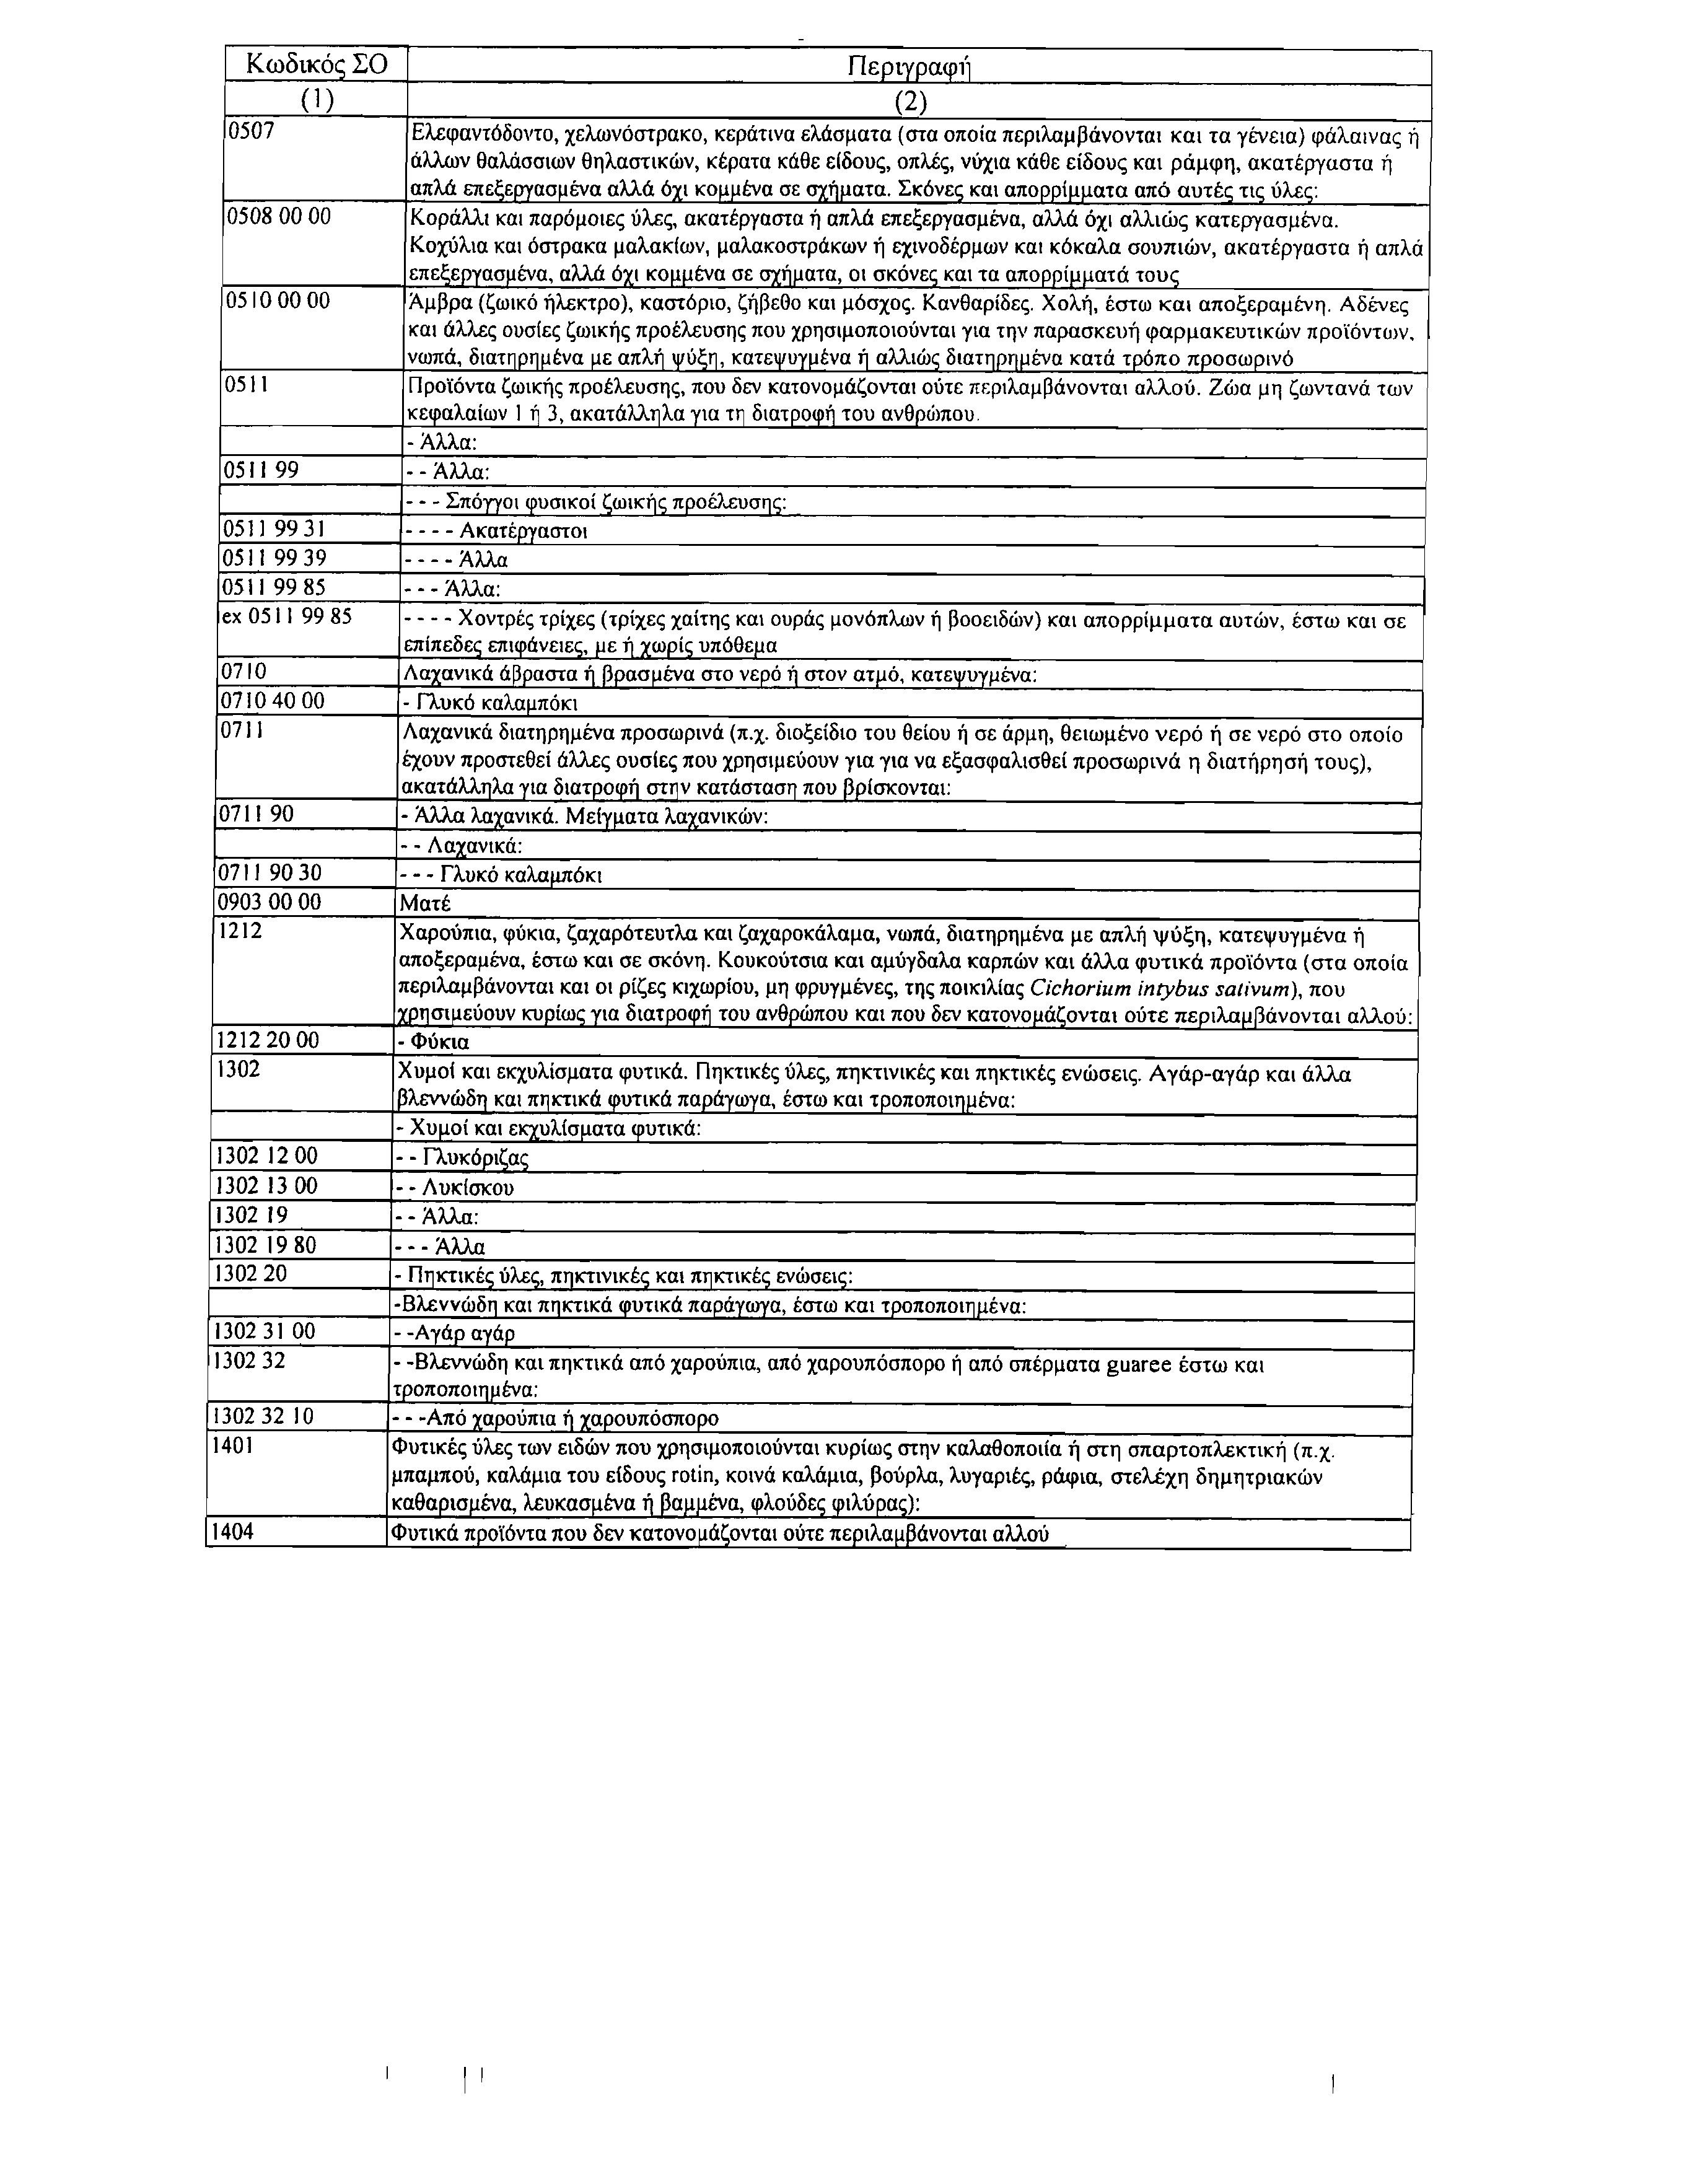 Κωδικός ΣΟ Περιγραφή
(1) (2)
0507 Ελεφαντόδοντο, χελωνόστρακο, κεράτινα ελάσματα (στα οποία περιλαμβάνονται και τα γένεια) φάλαινας ή
άλλων θαλάσσιων θηλαστικών, κέρατα κάθε είδους, οπλές, νύχια κάθε είδους και ράμφη, ακατέργαστα ή
απλά επεξεργασμένα αλλά όχι κομμένα σε σχήματα. Σκόνες και απορρίμματα από αυτές τις ύλες:
0508 00 00 Κοράλλι και παρόμοιες ύλες, ακατέργαστα ή απλά επεξεργασμένα, αλλά όχι αλλιώς κατεργασμένα.
Κοχύλια και όστρακα μαλακίων, μαλακοστράκων ή εχινοδέρμων και κόκαλα σουπιών, ακατέργαστα ή απλά
επεξεργασμένα, αλλά όχι κομμένα σε σχήματα, οι σκόνες και τα απορρίμματά τους
0510 00 00 Άμβρα (ζωικό ήλεκτρο), καστόριο, ζήβεθο και μόσχος. Κανθαρίδες. Χολή, έστω και αποξεραμένη. Αδένες
και άλλες ουσίες ζωικής προέλευσης που χρησιμοποιούνται για την παρασκευή φαρμακευτικών προϊόντων,
νωπά, διατηρημένα με απλή ψύξη, κατεψυγμένα ή αλλιώς διατηρημένα κατά τρόπο προσωρινό
0511 Προϊόντα ζωικής προέλευσης, που δεν κατονομάζονται ούτε περιλαμβάνονται αλλού. Ζώα μη ζωντανά των
κεφαλαίων 1 ή 3, ακατάλληλα για τη διατροφή του ανθρώπου.
- Άλλα:
0511 99 - - Άλλα:
- - - Σπόγγοι φυσικοί ζωικής προέλευσης:
0511 99 31 - - - - Ακατέργαστοι
0511 99 39 - - - - Άλλα
0511 99 85 - - - Άλλα:
ex 0511 99 85 - - - - Χοντρές τρίχες (τρίχες χαίτης και ουράς μονόπλων ή βοοειδών) και απορρίμματα αυτών, έστω και σε
επίπεδες επιφάνειες, με ή χωρίς υπόθεμα
0710 Λαχανικά άβραστα ή βρασμένα στο νερό ή στον ατμό, κατεψυγμένα:
0710 40 00 - Γλυκό καλαμπόκι
0711 Λαχανικά διατηρημένα προσωρινά (π.χ. διοξείδιο του θείου ή σε άρμη, θειωμένο νερό ή σε νερό στο οποίο
έχουν προστεθεί άλλες ουσίες που χρησιμεύουν για για να εξασφαλισθεί προσωρινά η διατήρησή τους),
ακατάλληλα για διατροφή στην κατάσταση που βρίσκονται:
0711 90 - Άλλα λαχανικά. Μείγματα λαχανικών:
- - Λαχανικά:
0711 90 30 - - - Γλυκό καλαμπόκι
0903 00 00 Ματέ
1212 Χαρούπια, φύκια, ζαχαρότευτλα και ζαχαροκάλαμα, νωπά, διατηρημένα με απλή ψύξη, κατεψυγμένα ή
αποξεραμένα, έστω και σε σκόνη. Κουκούτσια και αμύγδαλα καρπών και άλλα φυτικά προϊόντα (στα οποία
περιλαμβάνονται και οι ρίζες κιχωρίου, μη φρυγμένες, της ποικιλίας Cichorium intybus sativum), που
χρησιμεύουν κυρίως για διατροφή του ανθρώπου και που δεν κατονομάζονται ούτε περιλαμβάνονται αλλού:
1212 20 00 - Φύκια
1302 Χυμοί και εκχυλίσματα φυτικά. Πηκτικές ύλες, πηκτινικές και πηκτικές ενώσεις. Αγάρ-αγάρ και άλλα
βλεννώδη και πηκτικά φυτικά παράγωγα, έστω και τροποποιημένα:
- Χυμοί και εκχυλίσματα φυτικά:
1302 12 00 - - Γλυκόριζας
1302 13 00 - - Λυκίσκου
1302 19 - - Άλλα:
1302 19 80 - - - Άλλα
1302 20 - Πηκτικές ύλες, πηκτινικές και πηκτικές ενώσεις:
-Βλεννώδη και πηκτικά φυτικά παράγωγα, έστω και τροποποιημένα:
1302 31 00 - -Αγάρ αγάρ
1302 32 - -Βλεννώδη και πηκτικά από χαρούπια, από χαρουπόσπορο ή από σπέρματα guaree έστω και
τροποποιημένα:
1302 32 10 - - -Από χαρούπια ή χαρουπόσπορο
1401 Φυτικές ύλες των ειδών που χρησιμοποιούνται κυρίως στην καλαθοποιία ή στη σπαρτοπλεκτική (π.χ.
μπαμπού, καλάμια του είδους rotin, κοινά καλάμια, βούρλα, λυγαριές, ράφια, στελέχη δημητριακών
καθαρισμένα, λευκασμένα ή βαμμένα, φλούδες φιλύρας):
1404 Φυτικά προϊόντα που δεν κατονομάζονται ούτε περιλαμβάνονται αλλού